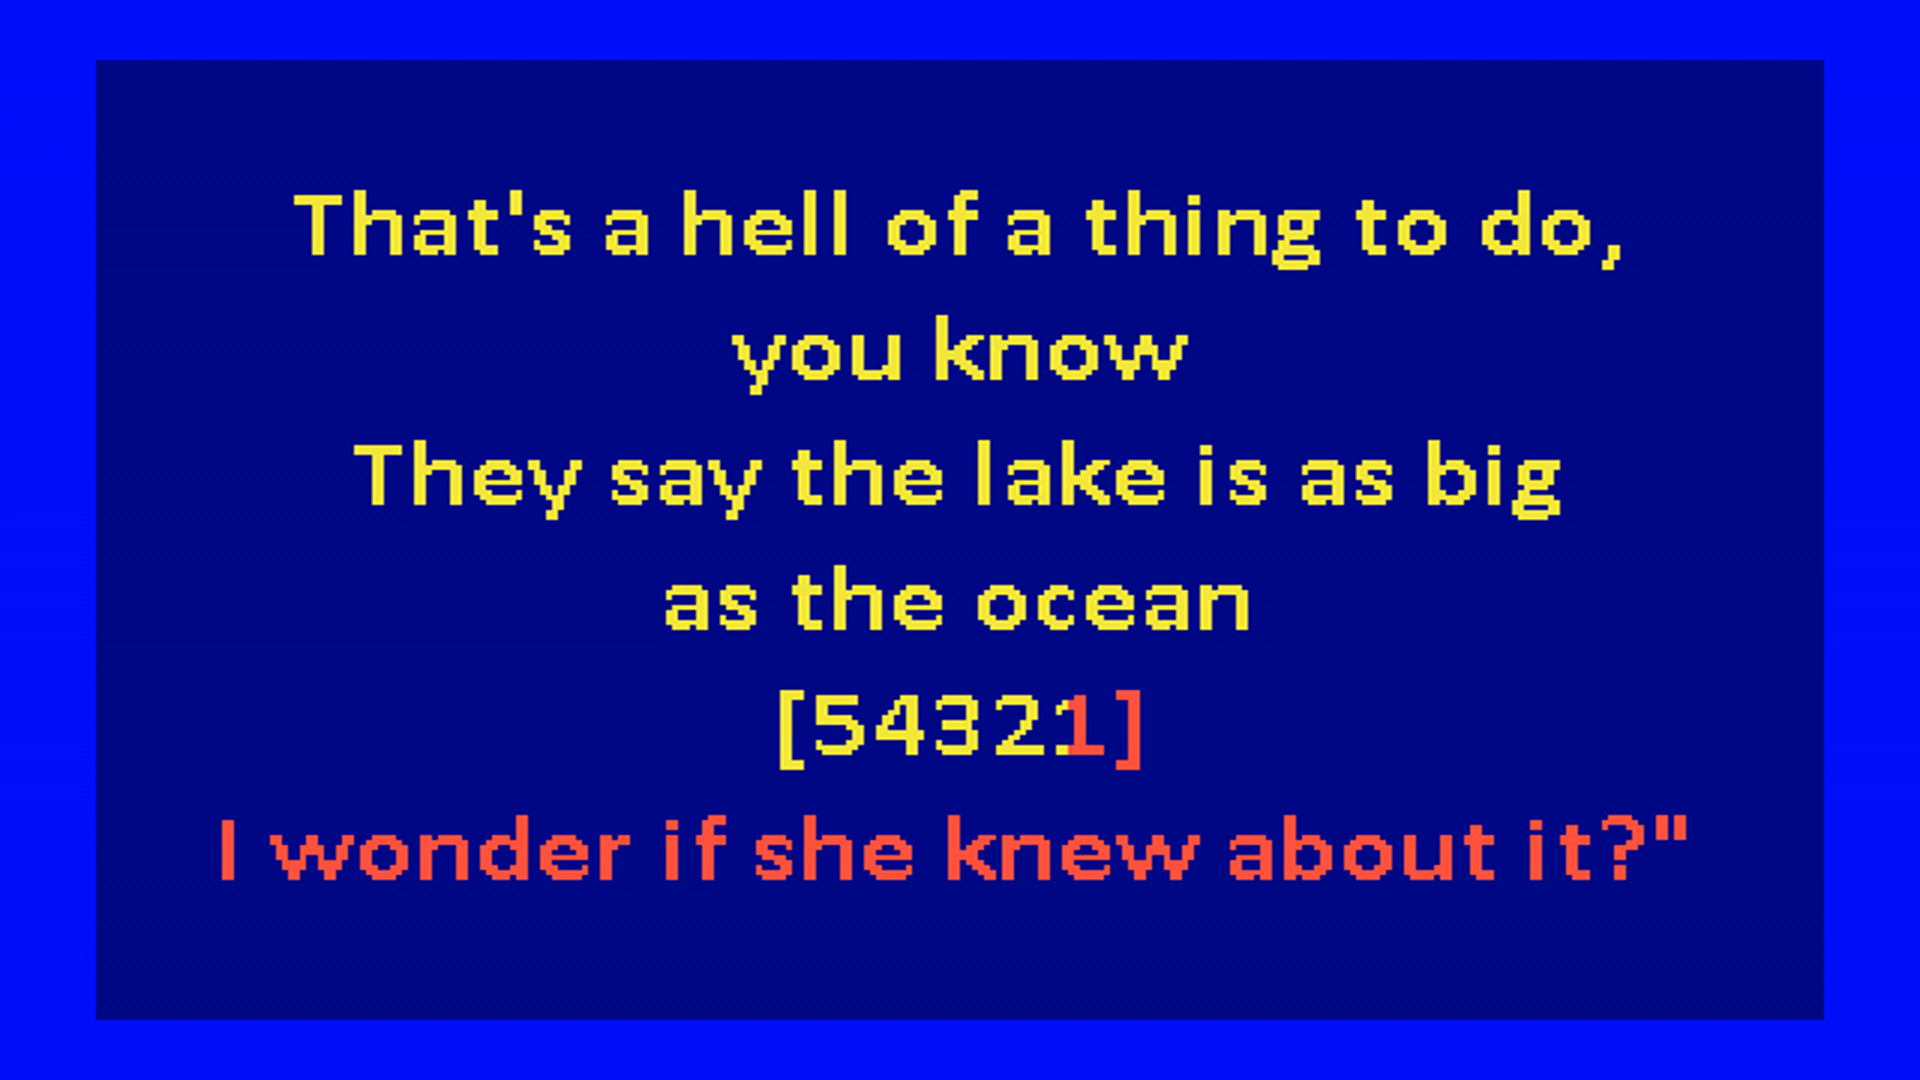 That's a hell of a thing to do,
you know
They say the lake is as big
as the ocean
[54321]
I wonder if she knew about it?"